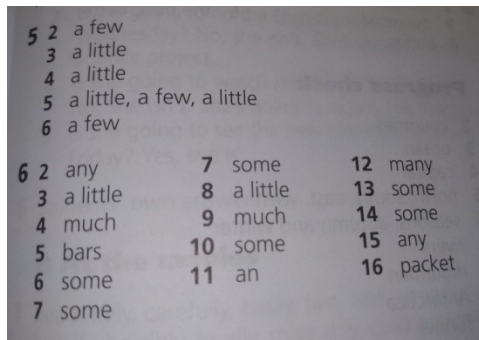 5 2 a few
3 a little
4 a little
5 a little, a few, a little
6 a few
6 2 any
3 a little
4 much
5 bars
6 some
7 some
7 some
8 a little
9 much
10 some
11 an
12 many
13 some
14 some
15 any
16 packet